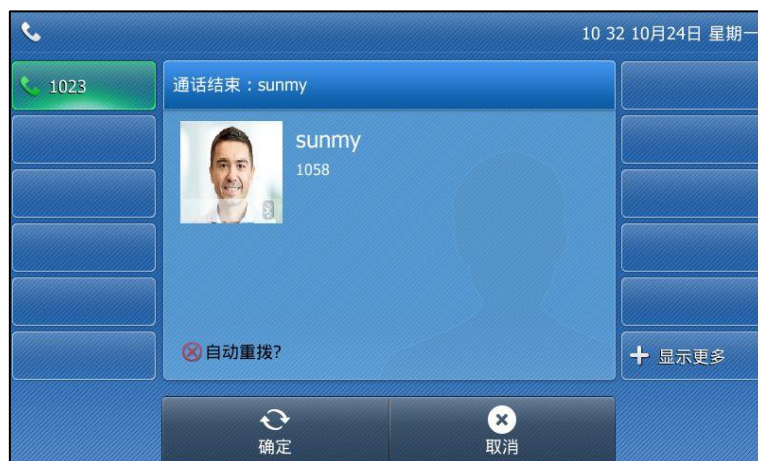 10 32 10月24日 星期一
1023
通话结束：sunmy
sunmy
1058
自动重拨?
显示更多
确定
取消